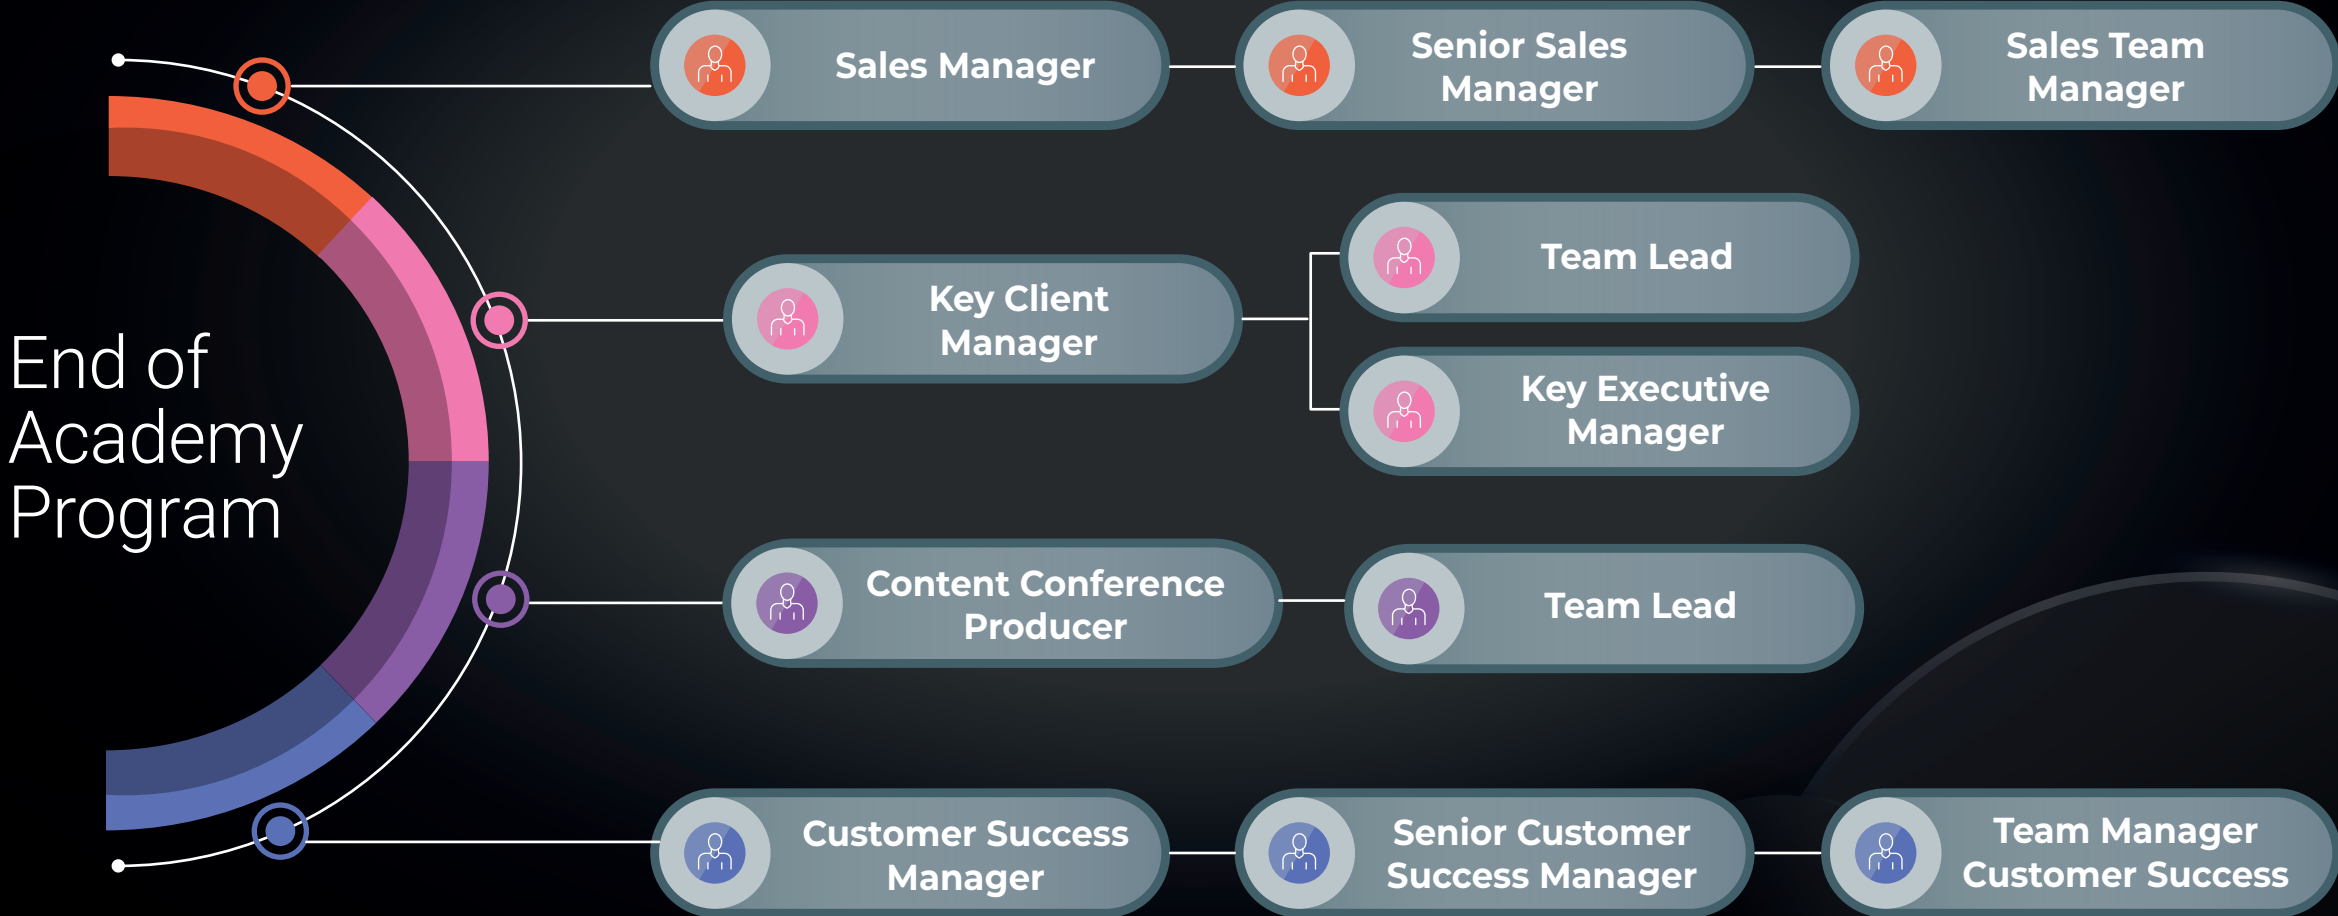 End of
Academy
Program
Sales Manager
Senior Sales
Manager
Sales Team
Manager
Key Client
Manager
Team Lead
Key Executive
Manager
Content Conference
Producer
Team Lead
Customer Success
Manager
Senior Customer
Success Manager
Team Manager
Customer Success